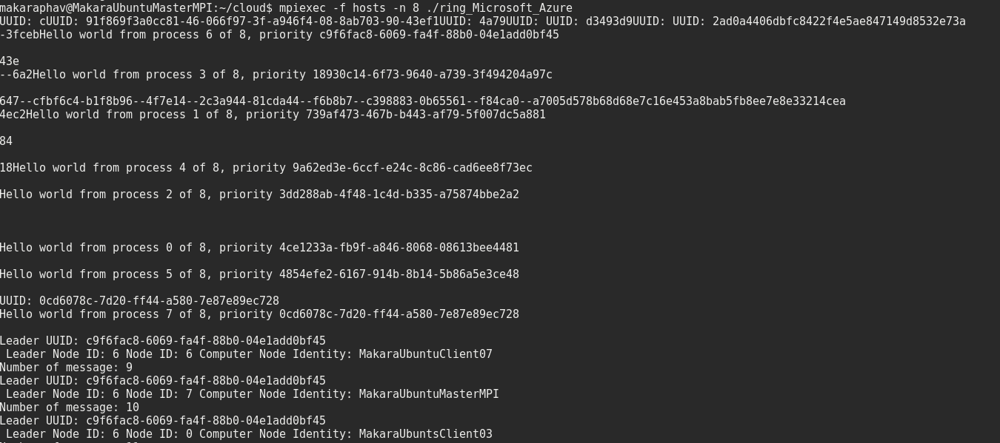 makaraphav@MakaraUbuntuMasterMPI:~/cloud$ mpiexec -f hosts -n 8 ./ring_Microsoft_Azure
UUID: cUUID: 91f869f3a0cc81-46-066f97-3f-a946f4-08-8ab703-90-43ef1UUID: 4a79UUID: UUID: d3493d9UUID: UUID: 2ad0a4406dbfc8422f4e5ae847149d8532e73a
-3fcebHello world from process 6 of 8, priority c9f6fac8-6069-fa4f-88b0-04e1add0bf45
43e
--6a2Hello world from process 3 of 8, priority 18930c14-6f73-9640-a739-3f494204a97c
647--cfbf6c4-b1f8b96--4f7e14--2c3a944-81cda44--f6b8b7--c398883-0b65561--f84ca0--a7005d578b68d68e7c16e453a8bab5fb8ee7e8e33214cea
4ec2Hello world from process 1 of 8, priority 739af473-467b-b443-af79-5f007dc5a881
84
18Hello world from process 4 of 8, priority 9a62ed3e-6ccf-e24c-8c86-cad6ee8f73ec
Hello world from process 2 of 8, priority 3dd288ab-4f48-1c4d-b335-a75874bbe2a2
Hello world from process 0 of 8, priority 4ce1233a-fb9f-a846-8068-08613bee4481
Hello world from process 5 of 8, priority 4854efe2-6167-914b-8b14-5b86a5e3ce48
UUID: 0cd6078c-7d20-ff44-a580-7e87e89ec728
Hello world from process 7 of 8, priority 0cd6078c-7d20-ff44-a580-7e87e89ec728
Leader UUID: c9f6fac8-6069-fa4f-88b0-04e1add0bf45
Leader Node ID: 6 Node ID: 6 Computer Node Identity: MakaraUbuntuClient07
Number of message: 9
Leader UUID: c9f6fac8-6069-fa4f-88b0-04e1add0bf45
Leader Node ID: 6 Node ID: 7 Computer Node Identity: MakaraUbuntuMasterMPI
Number of message: 10
Leader UUID: c9f6fac8-6069-fa4f-88b0-04e1add0bf45
Leader Node ID: 6 Node ID: 0 Computer Node Identity: MakaraUbuntsClient03